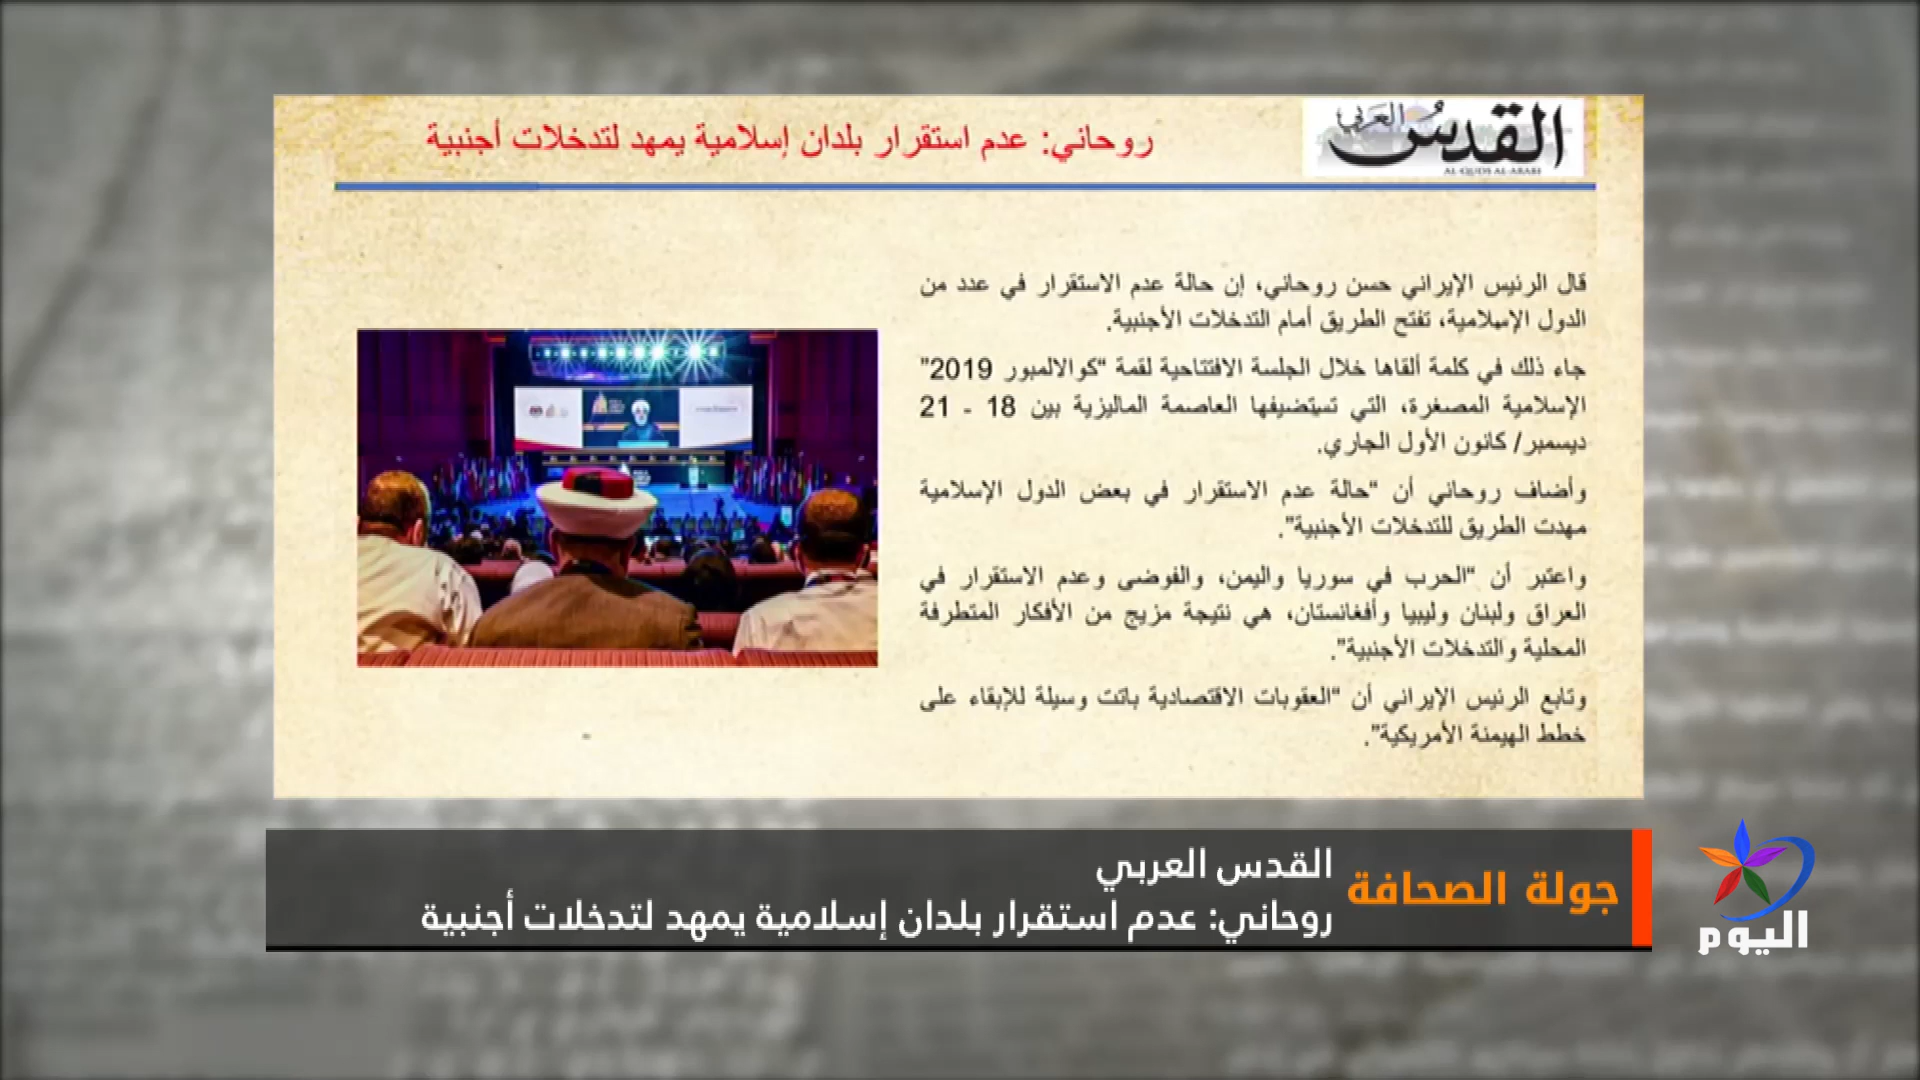 القدس العربي
AL-QUDS AL-ARABI
روحاني: عدم استقرار بلدان إسلامية يمهد لتدخلات أجنبية
قال الرئيس الإيراني حسن روحاني، إن حالة عدم الاستقرار في عدد من
الدول الإسلامية، تفتح الطريق أمام التدخلات الأجنبية.
جاء ذلك في كلمة ألقاها خلال الجلسة الافتتاحية لقمة "كوالالمبور 2019"
الإسلامية المصغرة، التي تستضيفها العاصمة الماليزية بين 18 - 21
ديسمبر/ كانون الأول الجاري.
وأضاف روحاني أن "حالة عدم الاستقرار في بعض الدول الإسلامية
مهدت الطريق للتدخلات الأجنبية".
واعتبر أن "الحرب في سوريا واليمن، والفوضى وعدم الاستقرار في
العراق ولبنان وليبيا وأفغانستان، هي نتيجة مزيج من الأفكار المتطرفة
المحلية والتدخلات الأجنبية".
وتابع الرئيس الإيراني أن "العقوبات الاقتصادية باتت وسيلة للإبقاء على
خطط الهيمنة الأمريكية".
جولة الصحافة
القدس العربي
روحاني: عدم استقرار بلدان إسلامية يمهد لتدخلات أجنبية
اليوم